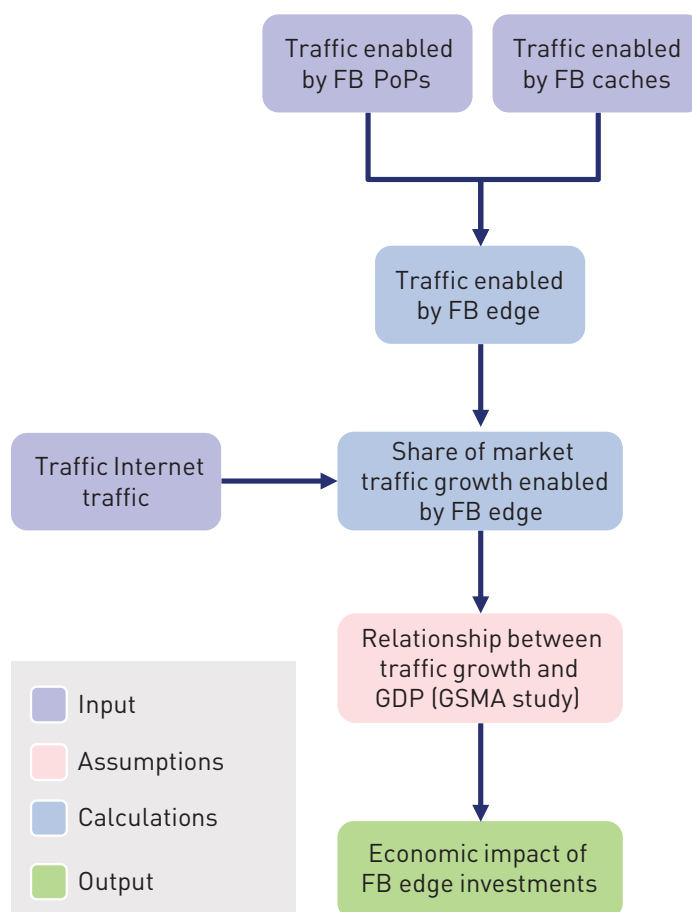 Traffic enabled
by FB PoPs
Traffic enabled
by FB caches
Traffic enabled
by FB edge
Traffic Internet
traffic
Share of market
traffic growth enabled
by FB edge
Relationship between
traffic growth and
GDP (GSMA study)
Economic impact of
FB edge investments
Input
Assumptions
Calculations
Output